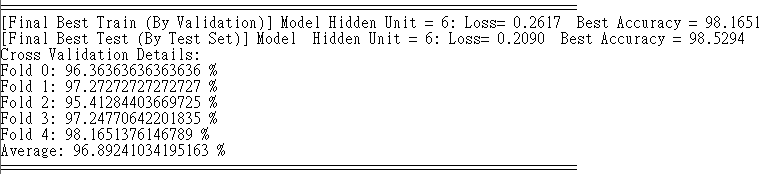 [Final Best Train (By Validation)] Model Hidden Unit = 6: Loss= 0.2617  Best Accuracy = 98.1651
[Final Best Test (By Test Set)] Model  Hidden Unit = 6: Loss= 0.2090  Best Accuracy = 98.5294
Cross Validation Details:
Fold 0: 96.36363636363636 %
Fold 1: 97.27272727272727 %
Fold 2: 95.41284403669725 %
Fold 3: 97.24770642201835 %
Fold 4: 98.1651376146789 %
Average: 96.89241034195163 %